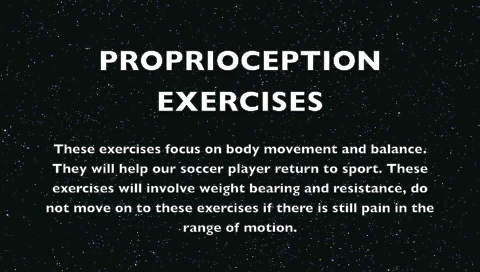 PROPRIOCEPTION
EXERCISES
These exercises focus on body movement and balance.
They will help our soccer player return to sport. These
exercises will involve weight bearing and resistance, do
not move on to these exercises if there is still pain in the
range of motion.